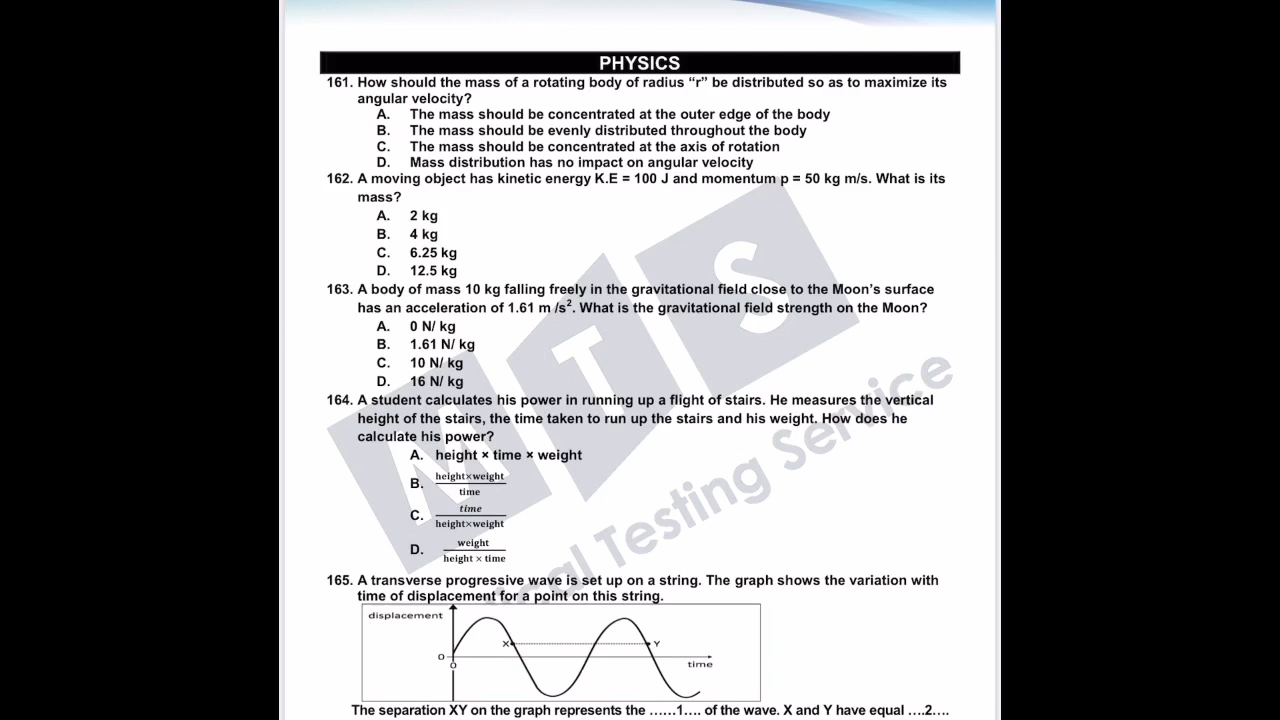 PHYSICS
161. How should the mass of a rotating body of radius “r” be distributed so as to maximize its
angular velocity?
A. The mass should be concentrated at the outer edge of the body
B. The mass should be evenly distributed throughout the body
C. The mass should be concentrated at the axis of rotation
D. Mass distribution has no impact on angular velocity
162. A moving object has kinetic energy K.E = 100 J and momentum p = 50 kg m/s. What is its
mass?
A. 2 kg
B. 4 kg
C. 6.25 kg
D. 12.5 kg
163. A body of mass 10 kg falling freely in the gravitational field close to the Moon’s surface
has an acceleration of 1.61 m /s². What is the gravitational field strength on the Moon?
A. 0 N/ kg
B. 1.61 N/ kg
C. 10 N/ kg
D. 16 N/ kg
164. A student calculates his power in running up a flight of stairs. He measures the vertical
height of the stairs, the time taken to run up the stairs and his weight. How does he
calculate his power?
A. height × time × weight
B. height×weight
time
C. time
height×weight
D. weight
height × time
165. A transverse progressive wave is set up on a string. The graph shows the variation with
time of displacement for a point on this string.
displacement
X Y
0
0
time
The separation XY on the graph represents the ......1.... of the wave. X and Y have equal ....2....
MTS
Testing Service